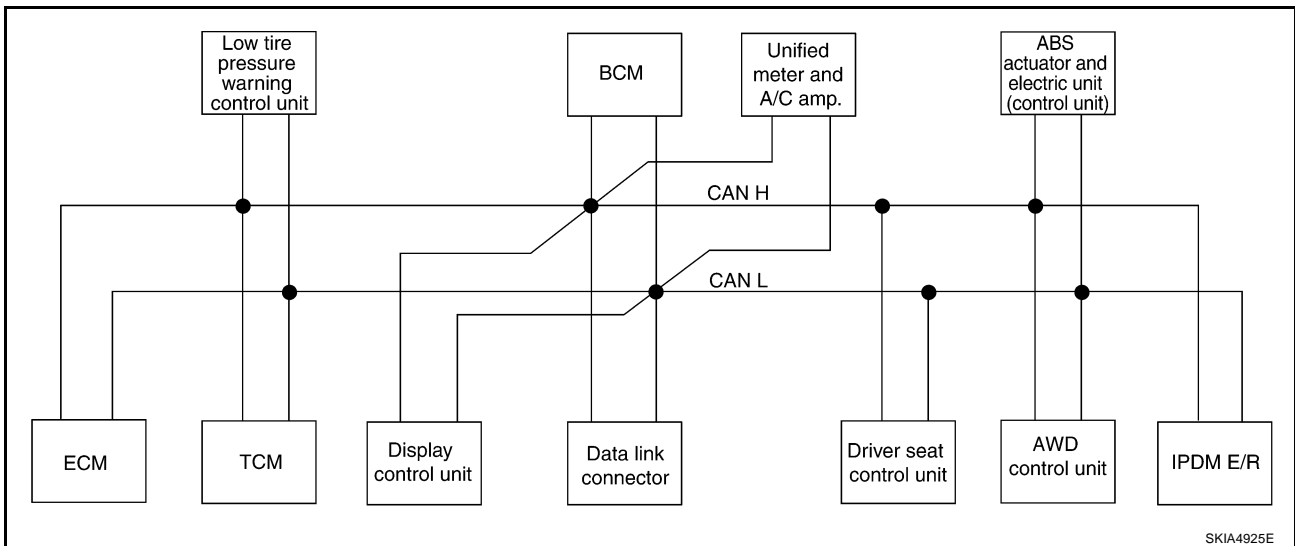 Low tire
pressure
warning
control unit
BCM
Unified
meter and
A/C amp.
ABS
actuator and
electric unit
(control unit)
CAN H
CAN L
ECM
TCM
Display
control unit
Data link
connector
Driver seat
control unit
AWD
control unit
IPDM E/R
SKIA4925E